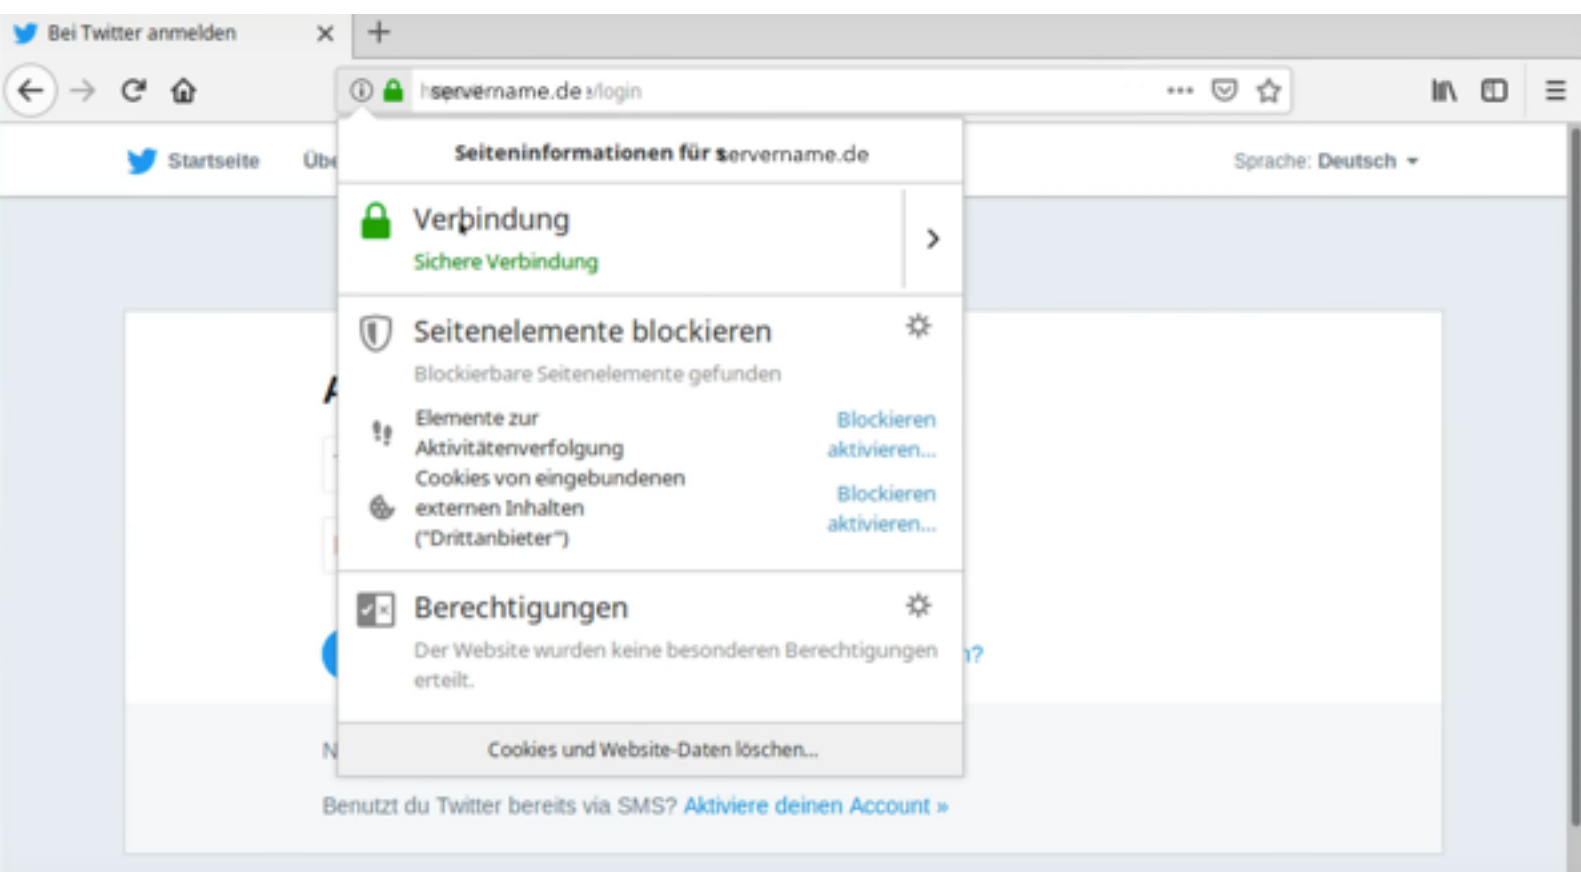 Bei Twitter anmelden
servername.de /login
Seiteninformationen für servername.de
Startseite Übe
Sprache: Deutsch
Verbindung
Sichere Verbindung
Seitenelemente blockieren
Blockierbare Seitenelemente gefunden
Elemente zur
Aktivitätenverfolgung
Blockieren
aktivieren...
Cookies von eingebundenen
externen Inhalten
("Drittanbieter")
Blockieren
aktivieren...
Berechtigungen
Der Website wurden keine besonderen Berechtigungen
erteilt.
n?
Cookies und Website-Daten löschen...
N
Benutzt du Twitter bereits via SMS? Aktiviere deinen Account »